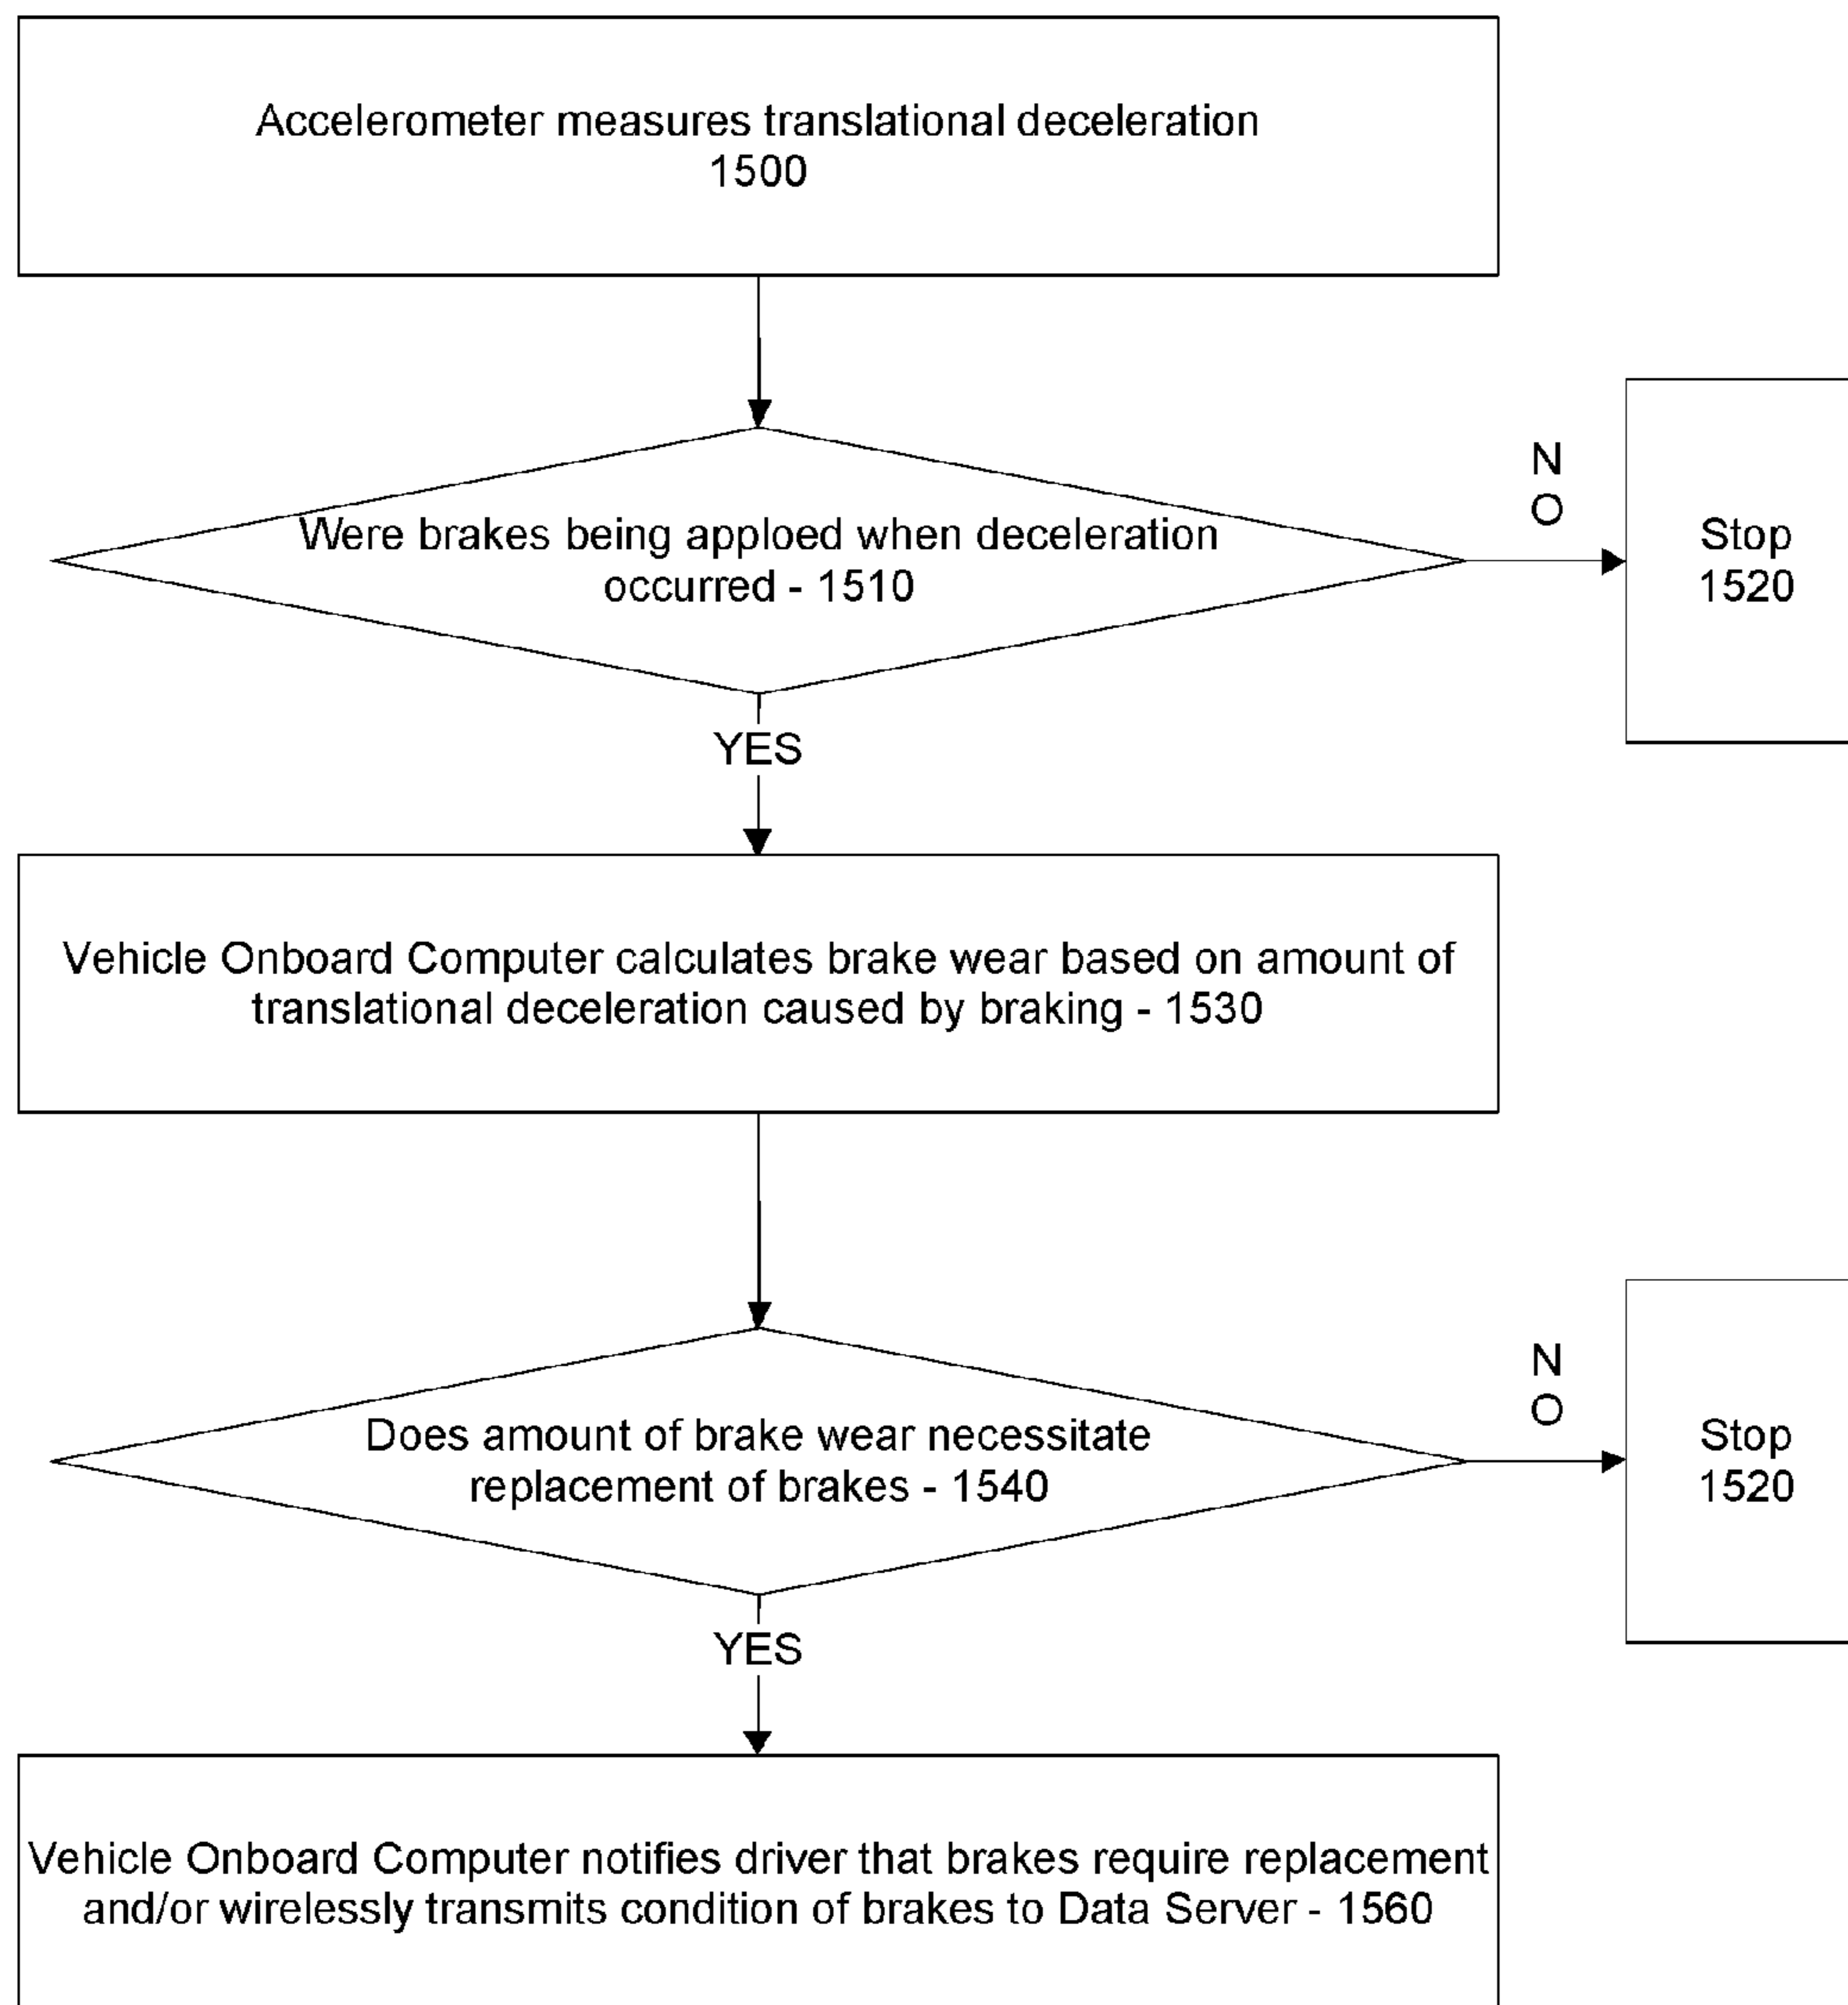 Accelerometer measures translational deceleration
1500
Were brakes being apploed when deceleration
occurred - 1510
N
O
Stop
1520
YES
Vehicle Onboard Computer calculates brake wear based on amount of
translational deceleration caused by braking - 1530
Does amount of brake wear necessitate
replacement of brakes - 1540
N
O
Stop
1520
YES
Vehicle Onboard Computer notifies driver that brakes require replacement
and/or wirelessly transmits condition of brakes to Data Server - 1560